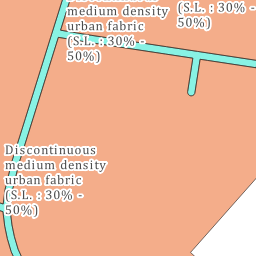 medium density
urban fabric
(S.L. : 30% -
50%)
(S.L. : 30% -
50%)
Discontinuous
medium density
urban fabric
(S.L. : 30% -
50%)